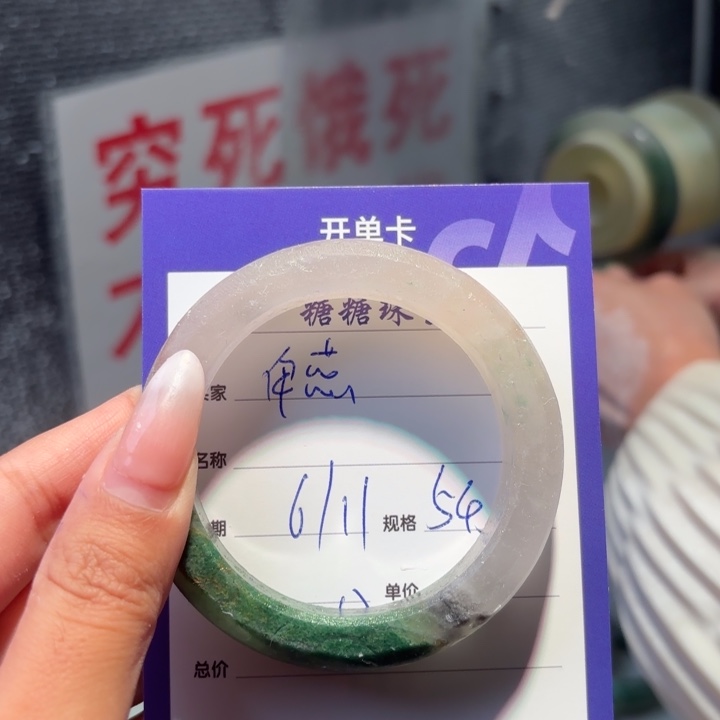 穷死饿死
开单卡
糖糖珠
家
名称
期 6/11 规格 54
单价
总价